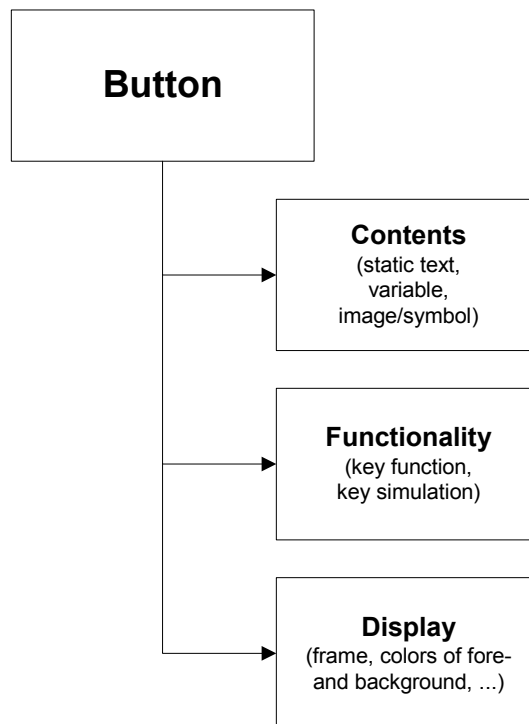 Button
Contents
(static text,
variable,
image/symbol)
Functionality
(key function,
key simulation)
Display
(frame, colors of fore-
and background, ...)